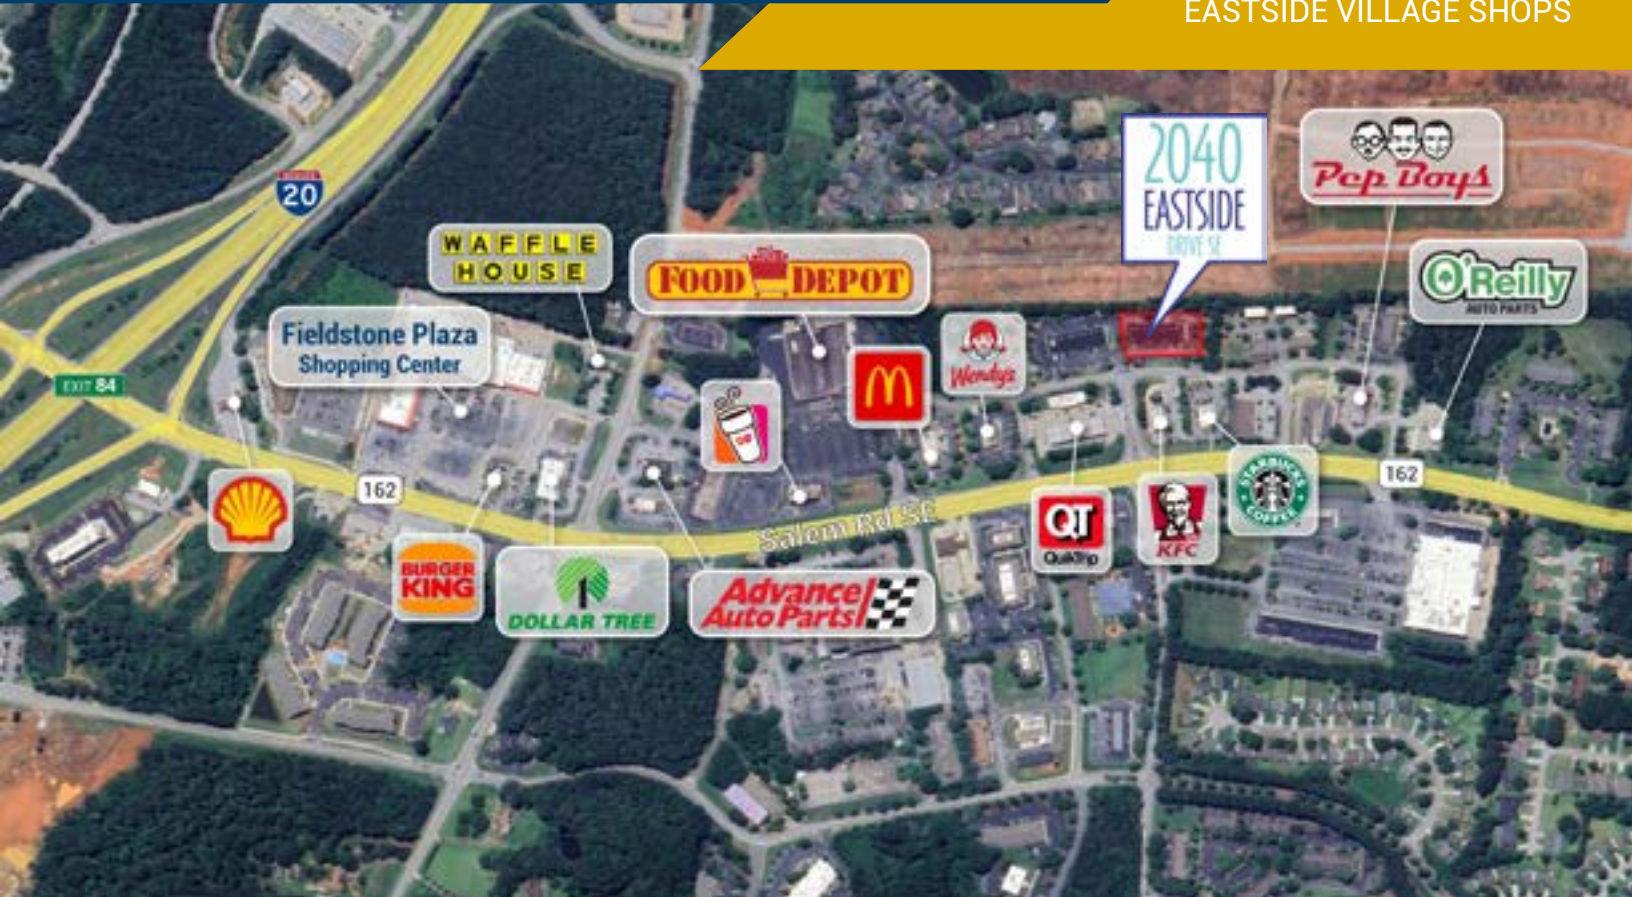 EASTSIDE VILLAGE SHOPS
2040
EASTSIDE
DRIVE SE
Pep Boys
20
WAFFLE
HOUSE
FOOD DEPOT
O'Reilly
AUTO PARTS
Fieldstone Plaza
Shopping Center
Wendy's
EXIT 84
DD
162
162
STARBUCKS
COFFEE
Salem Rd SE
QT
QuikTrip
KFC
BURGER
KING
1
DOLLAR TREE
Advance
Auto Parts